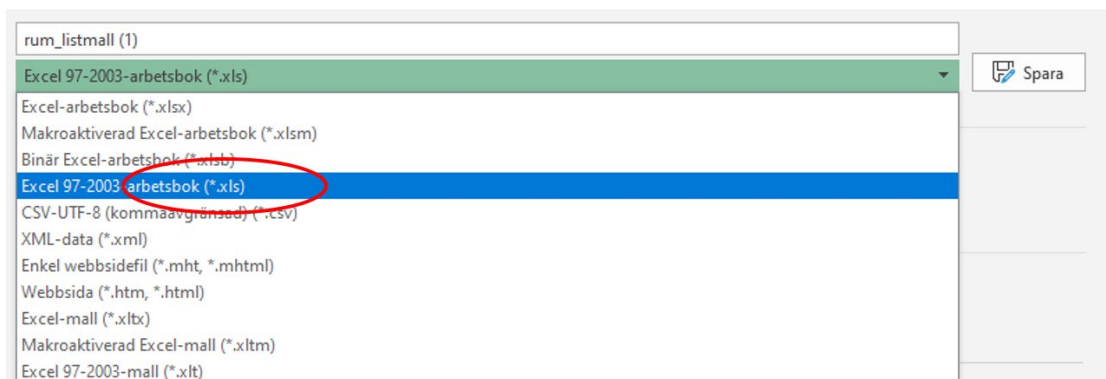 rum_listmall (1)
Excel 97-2003-arbetsbok (*.xls)
Spara
Excel-arbetsbok (*.xlsx)
Makroaktiverad Excel-arbetsbok (*.xlsm)
Binär Excel-arbetsbok (*.xlsb)
Excel 97-2003-arbetsbok (*.xls)
CSV-UTF-8 (kommaavgränsad) (*.csv)
XML-data (*.xml)
Enkel webbsidefil (*.mht, *.mhtml)
Webbsida (*.htm, *.html)
Excel-mall (*.xltx)
Makroaktiverad Excel-mall (*.xltm)
Excel 97-2003-mall (*.xlt)